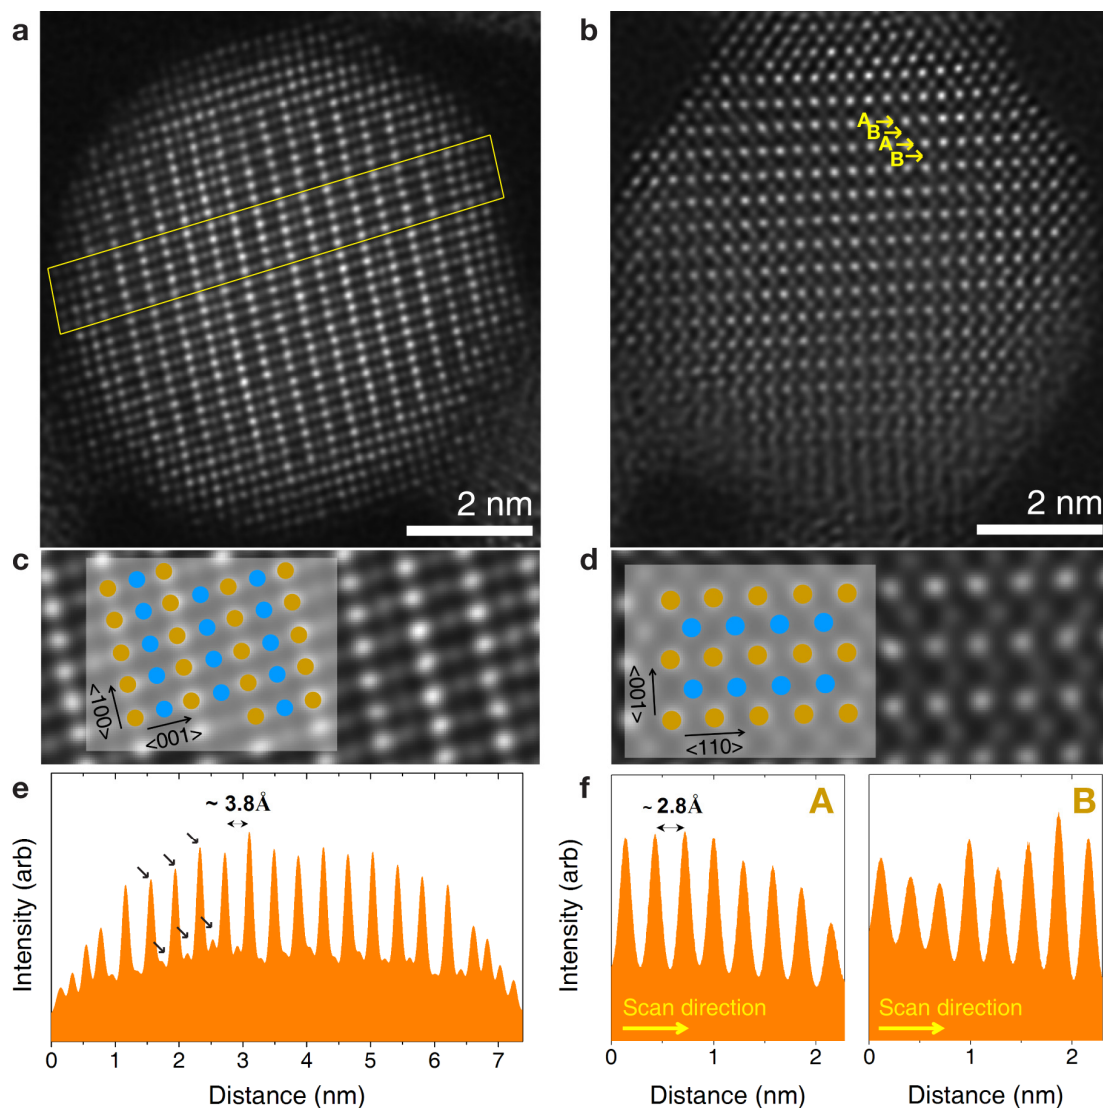 a
2 nm
b
A →
B →
A →
B →
2 nm
c
<100>
<001>
d
<001>
<110>
e
~ 3.8Å
Intensity (arb)
0 1 2 3 4 5 6 7
Distance (nm)
f
A
~ 2.8Å
Intensity (arb)
Scan direction
0 1 2
Distance (nm)
B
Scan direction
0 1 2
Distance (nm)